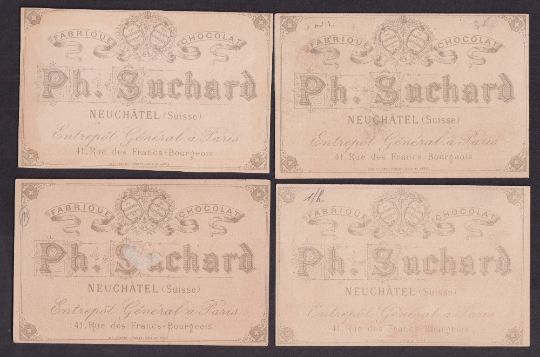 FABRIQUE CHOCOLAT
Ph. Suchard
NEUCHÂTEL (Suisse)
Entrepôt Général à Paris
41, Rue des Francs-Bourgeois
FABRIQUE CHOCOLAT
Ph. Suchard
NEUCHÂTEL (Suisse)
Entrepôt Général à Paris
41, Rue des Francs-Bourgeois
FABRIQUE CHOCOLAT
Ph. Suchard
NEUCHÂTEL (Suisse)
Entrepôt Général à Paris
41, Rue des Francs-Bourgeois
FABRIQUE CHOCOLAT
Ph. Suchard
NEUCHÂTEL (Suisse)
Entrepôt Général à Paris
41, Rue des Francs-Bourgeois